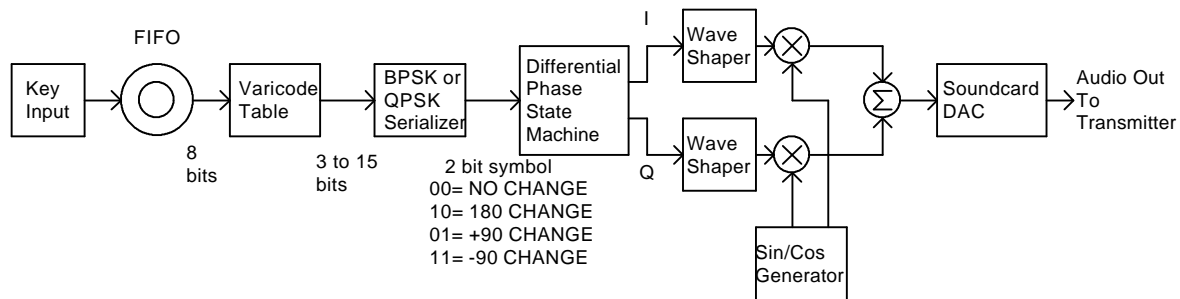 FIFO
Key
Input
8
bits
Varicode
Table
3 to 15
bits
BPSK or
QPSK
Serializer
2 bit symbol
00= NO CHANGE
10= 180 CHANGE
01= +90 CHANGE
11= -90 CHANGE
Differential
Phase
State
Machine
I
Q
Wave
Shaper
Wave
Shaper
Sin/Cos
Generator
Σ
Soundcard
DAC
Audio Out
To
Transmitter